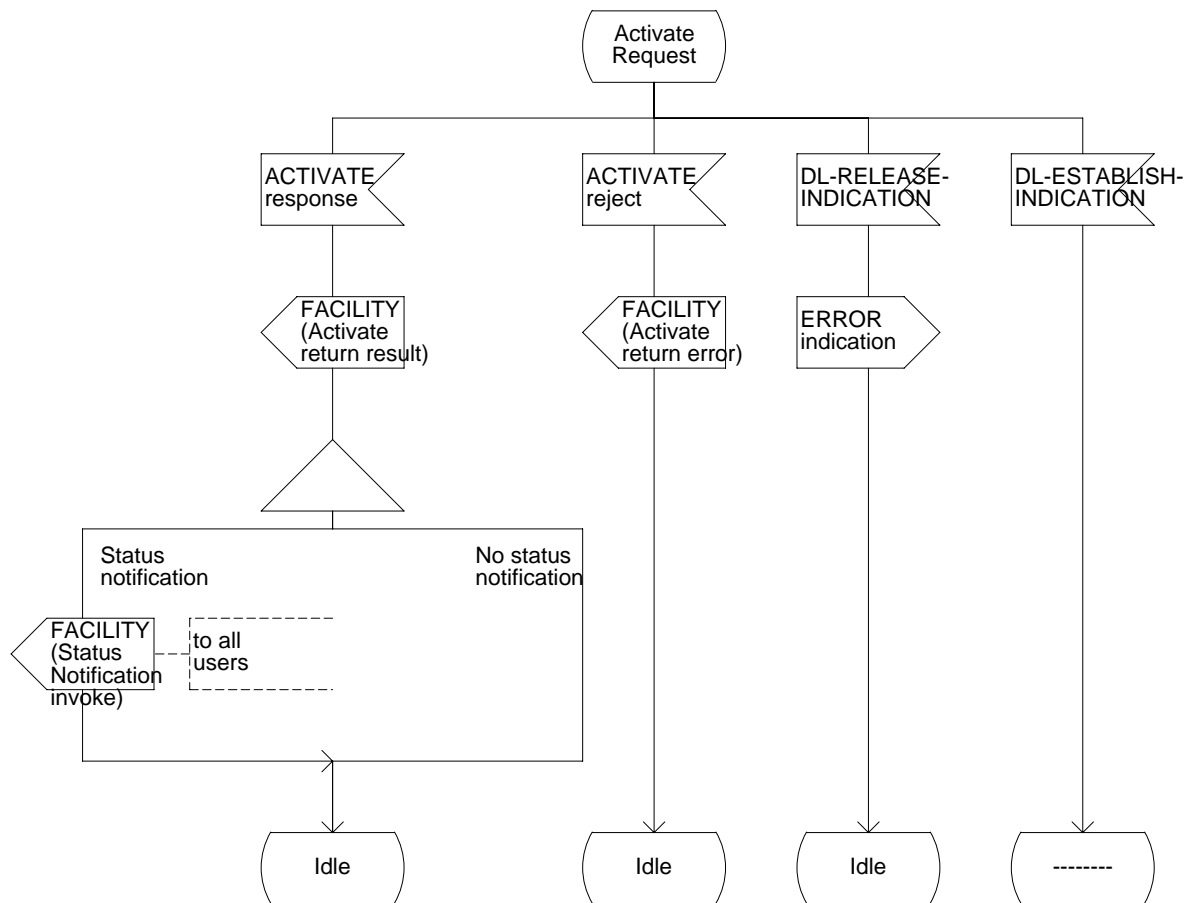 Activate
Request
ACTIVATE
response
ACTIVATE
reject
DL-RELEASE-
INDICATION
DL-ESTABLISH-
INDICATION
FACILITY
(Activate
return result)
FACILITY
(Activate
return error)
ERROR
indication
Status
notification
No status
notification
FACILITY
(Status
Notification
invoke)
to all
users
Idle
Idle
Idle
--------